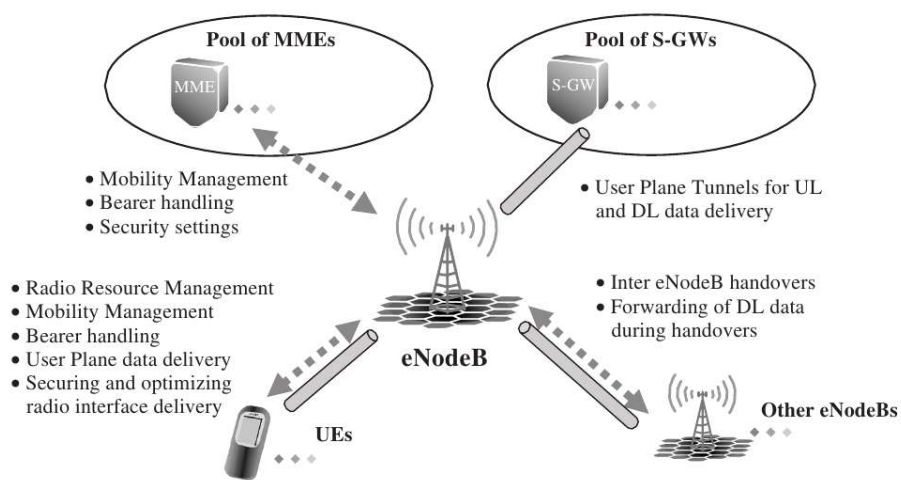 Pool of MMEs
Pool of S-GWs
MME
S-GW
• Mobility Management
• Bearer handling
• Security settings
• User Plane Tunnels for UL
and DL data delivery
• Radio Resource Management
• Mobility Management
• Bearer handling
• User Plane data delivery
• Securing and optimizing
radio interface delivery
• Inter eNodeB handovers
• Forwarding of DL data
during handovers
eNodeB
UEs
Other eNodeBs